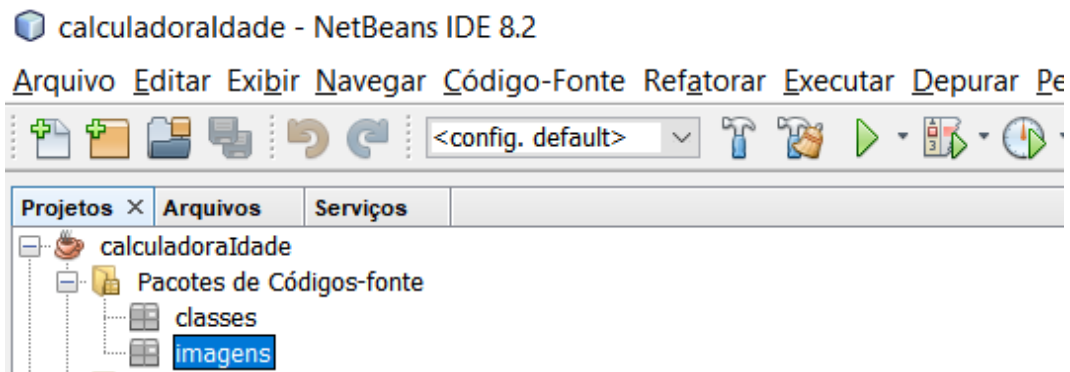 calculadoraIdade - NetBeans IDE 8.2
Arquivo Editar Exibir Navegar Código-Fonte Refatorar Executar Depurar Pe
<config. default>
Projetos Arquivos Serviços
calculadoraIdade
Pacotes de Códigos-fonte
classes
imagens